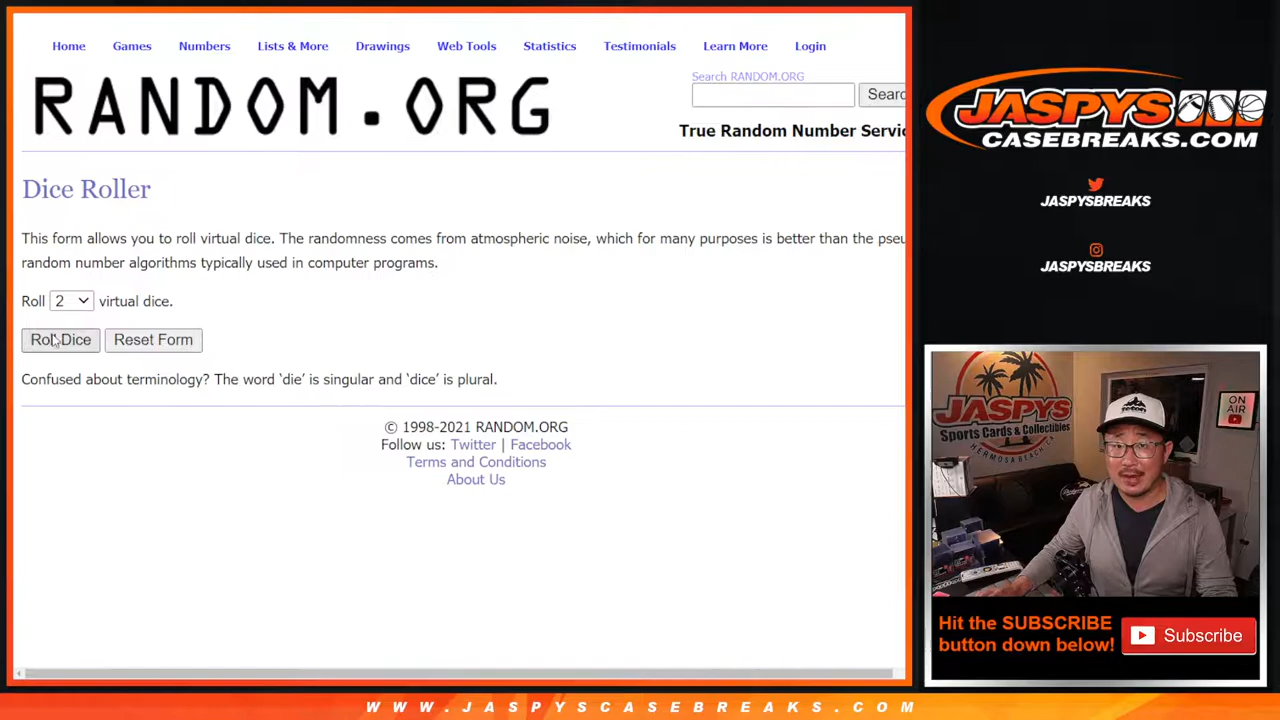 Home Games Numbers Lists & More Drawings Web Tools Statistics Testimonials Learn More Login
RANDOM.ORG
Search RANDOM.ORG
Searc
True Random Number Servic
Dice Roller
This form allows you to roll virtual dice. The randomness comes from atmospheric noise, which for many purposes is better than the pseu
random number algorithms typically used in computer programs.
Roll 2 virtual dice.
Roll Dice Reset Form
Confused about terminology? The word ‘die’ is singular and ‘dice’ is plural.
© 1998-2021 RANDOM.ORG
Follow us: Twitter | Facebook
Terms and Conditions
About Us
JASPYS
CASEBREAKS.COM
JASPYSBREAKS
JASPYSBREAKS
JASPYS
Sports Cards & Collectibles
HERMOSA BEACH, CA
ON
AIR
Hit the SUBSCRIBE
button down below!
Subscribe
WWW.JASPYSCASEBREAKS.COM